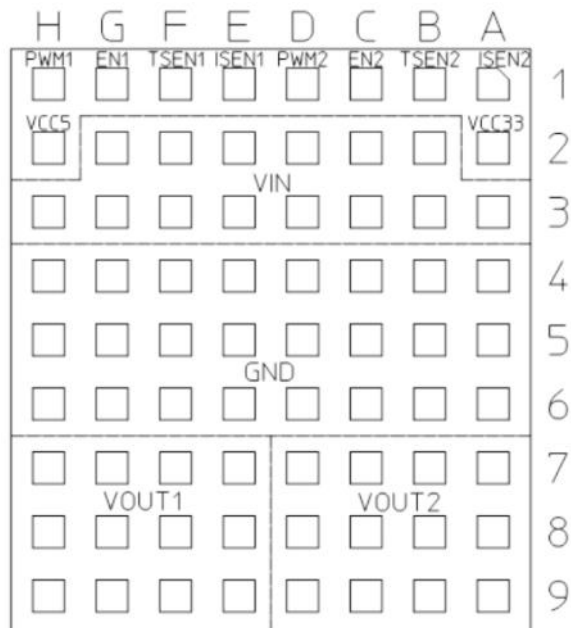 H G F E D C B A
PWM1 EN1 TSEN1 ISEN1 PWM2 EN2 TSEN2 ISEN2
1
VCC5 VCC33
2
VIN
3
4
5
GND
6
7
VOUT1 VOUT2
8
9